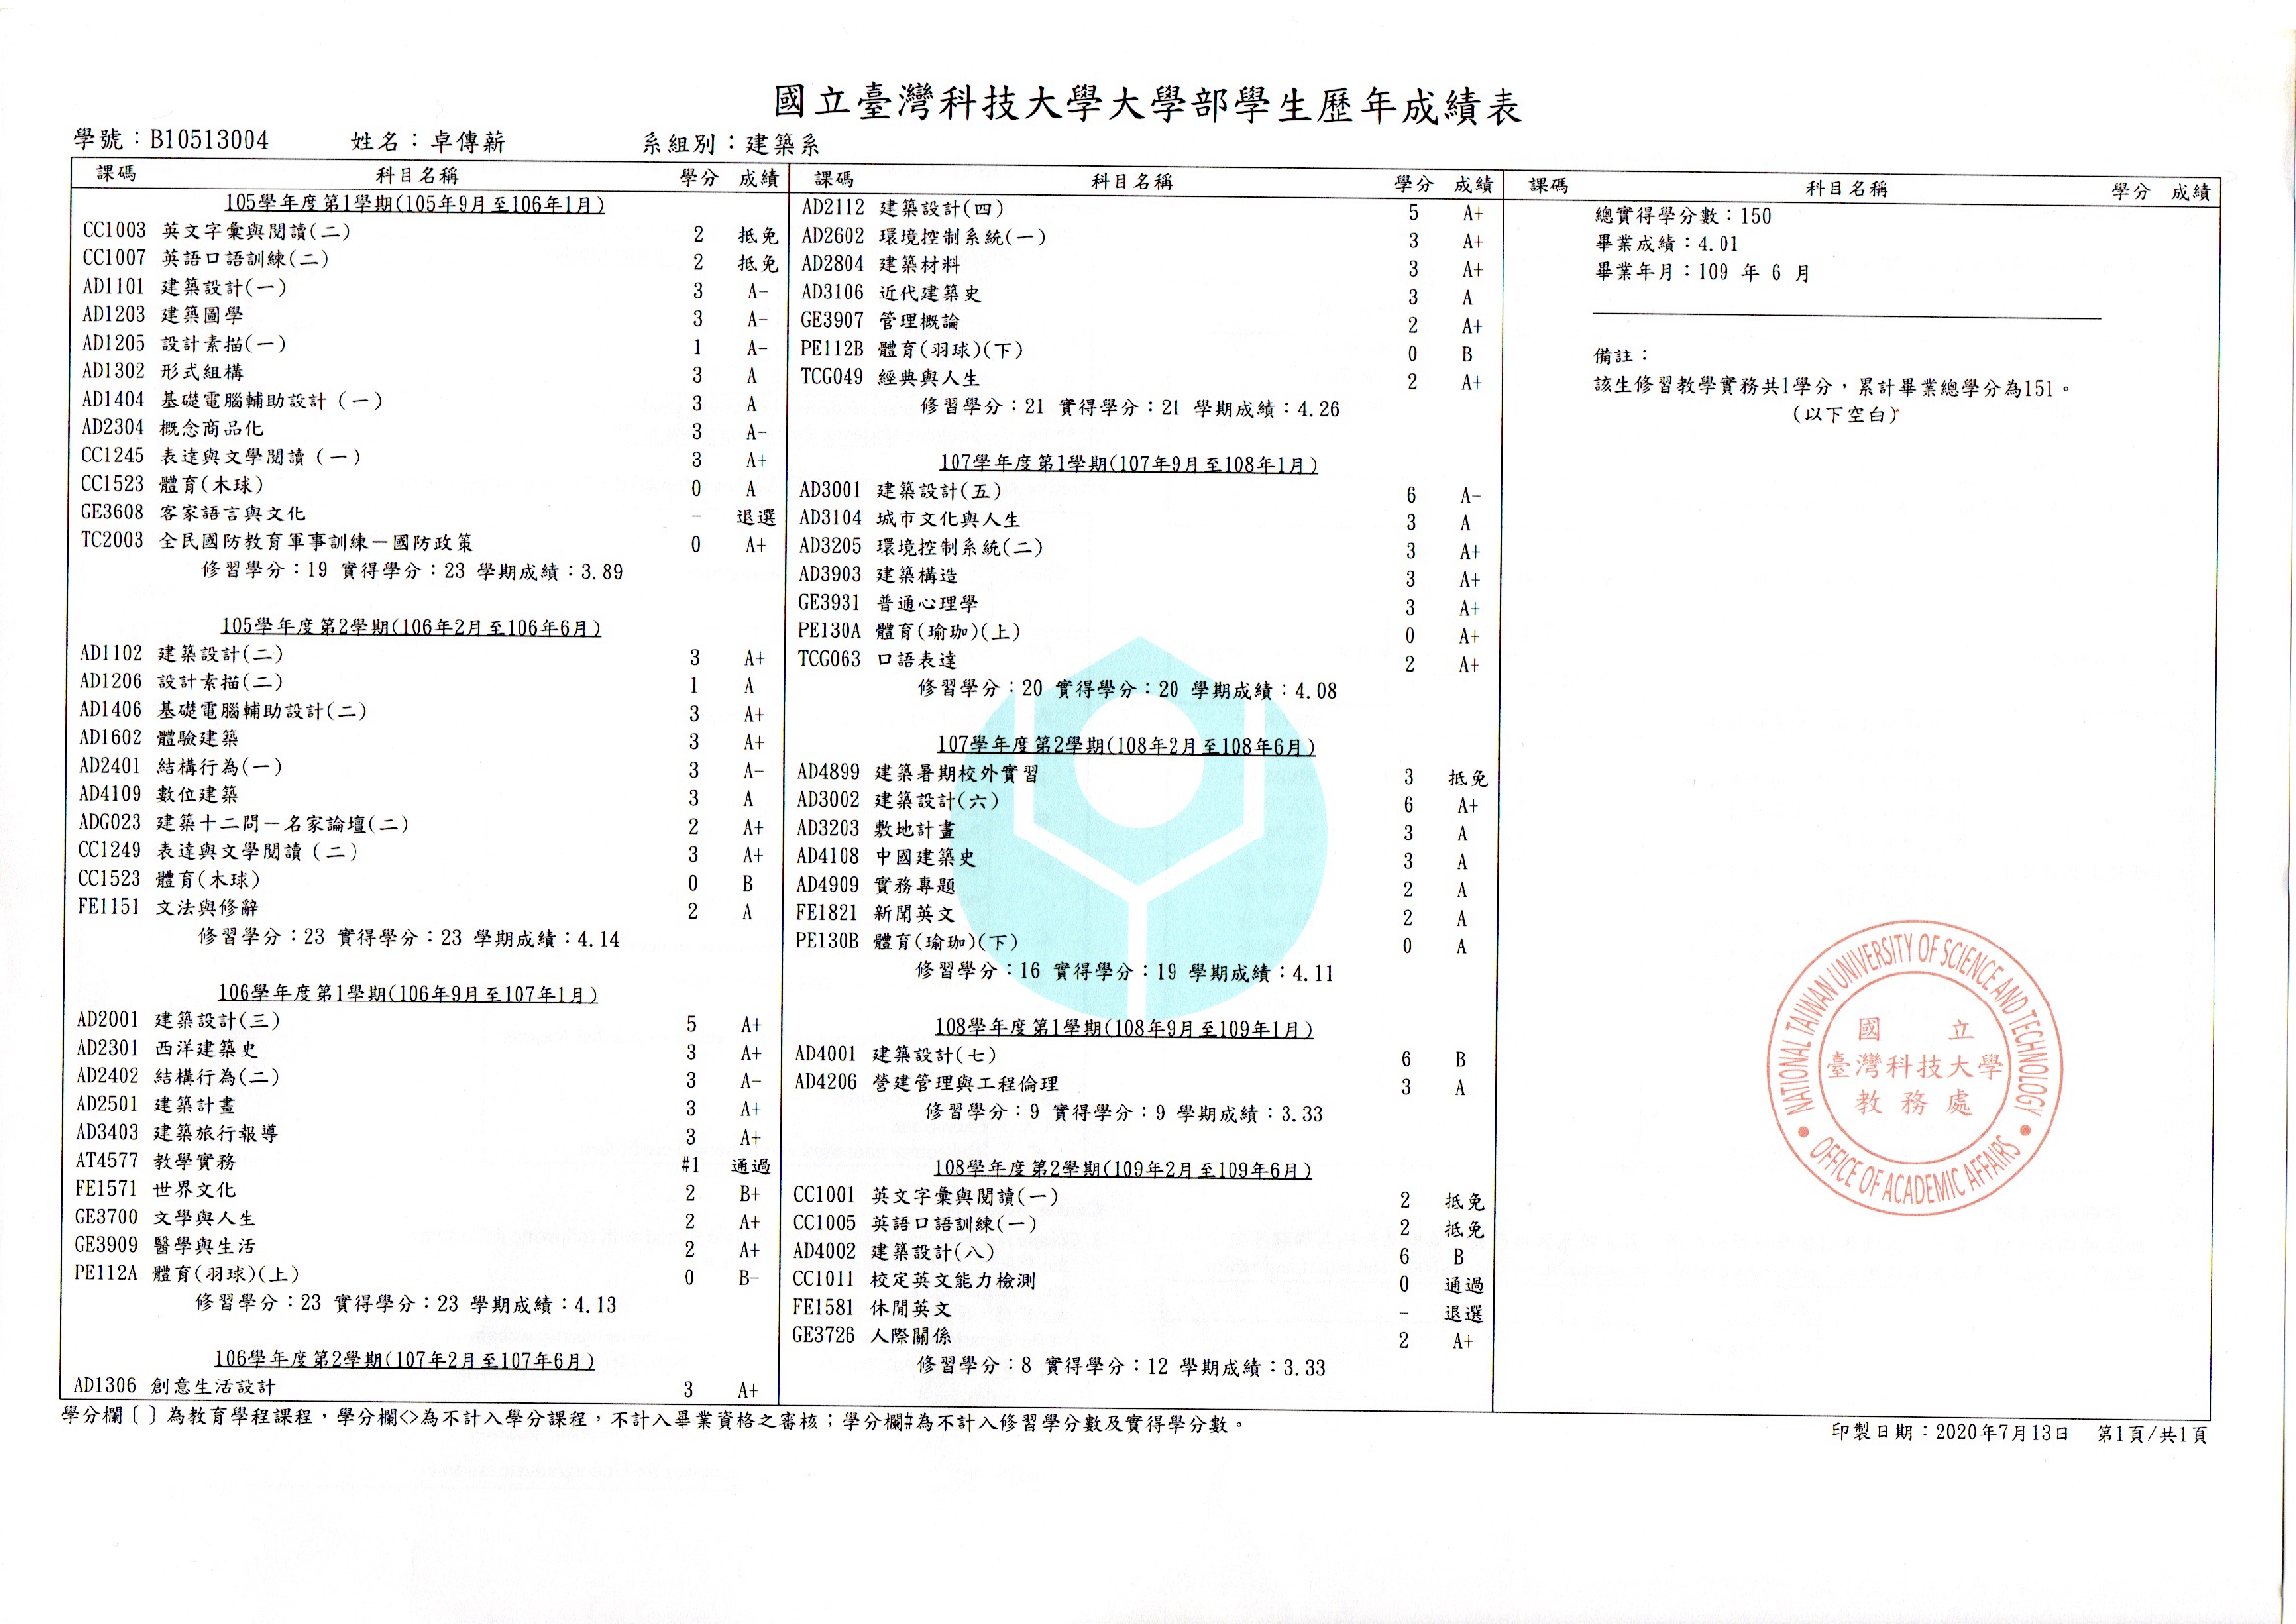 國立臺灣科技大學大學部學生歷年成績表
學號：B10513004 姓名：卓傳薪 系組別：建築系
課碼 科目名稱 學分 成績
105學年度第1學期(105年9月至106年1月)
CC1003 英文字彙與閱讀(二) 2 抵免
CC1007 英語口語訓練(二) 2 抵免
AD1101 建築設計(一) 3 A-
AD1203 建築圖學 3 A-
AD1205 設計素描(一) 1 A-
AD1302 形式組構 3 A
AD1404 基礎電腦輔助設計（一） 3 A
AD2304 概念商品化 3 A-
CC1245 表達與文學閱讀（一） 3 A+
CC1523 體育(木球) 0 A
GE3608 客家語言與文化 - 退選
TC2003 全民國防教育軍事訓練－國防政策 0 A+
修習學分：19 實得學分：23 學期成績：3.89
105學年度第2學期(106年2月至106年6月)
AD1102 建築設計(二) 3 A+
AD1206 設計素描(二) 1 A
AD1406 基礎電腦輔助設計(二) 3 A+
AD1602 體驗建築 3 A+
AD2401 結構行為(一) 3 A-
AD4109 數位建築 3 A
ADG023 建築十二問－名家論壇(二) 2 A+
CC1249 表達與文學閱讀（二） 3 A+
CC1523 體育(木球) 0 B
FE1151 文法與修辭 2 A
修習學分：23 實得學分：23 學期成績：4.14
106學年度第1學期(106年9月至107年1月)
AD2001 建築設計(三) 5 A+
AD2301 西洋建築史 3 A+
AD2402 結構行為(二) 3 A-
AD2501 建築計畫 3 A+
AD3403 建築旅行報導 3 A+
AT4577 教學實務 #1 通過
FE1571 世界文化 2 B+
GE3700 文學與人生 2 A+
GE3909 醫學與生活 2 A+
PE112A 體育(羽球)(上) 0 B-
修習學分：23 實得學分：23 學期成績：4.13
106學年度第2學期(107年2月至107年6月)
AD1306 創意生活設計 3 A+
課碼 科目名稱 學分 成績
AD2112 建築設計(四) 5 A+
AD2602 環境控制系統(一) 3 A+
AD2804 建築材料 3 A+
AD3106 近代建築史 3 A
GE3907 管理概論 2 A+
PE112B 體育(羽球)(下) 0 B
TCG049 經典與人生 2 A+
修習學分：21 實得學分：21 學期成績：4.26
107學年度第1學期(107年9月至108年1月)
AD3001 建築設計(五) 6 A-
AD3104 城市文化與人生 3 A
AD3205 環境控制系統(二) 3 A+
AD3903 建築構造 3 A+
GE3931 普通心理學 3 A+
PE130A 體育(瑜珈)(上) 0 A+
TCG063 口語表達 2 A+
修習學分：20 實得學分：20 學期成績：4.08
107學年度第2學期(108年2月至108年6月)
AD4899 建築暑期校外實習 3 抵免
AD3002 建築設計(六) 6 A+
AD3203 敷地計畫 3 A
AD4108 中國建築史 3 A
AD4909 實務專題 2 A
FE1821 新聞英文 2 A
PE130B 體育(瑜珈)(下) 0 A
修習學分：16 實得學分：19 學期成績：4.11
108學年度第1學期(108年9月至109年1月)
AD4001 建築設計(七) 6 B
AD4206 營建管理與工程倫理 3 A
修習學分：9 實得學分：9 學期成績：3.33
108學年度第2學期(109年2月至109年6月)
CC1001 英文字彙與閱讀(一) 2 抵免
CC1005 英語口語訓練(一) 2 抵免
AD4002 建築設計(八) 6 B
CC1011 校定英文能力檢測 0 通過
FE1581 休閒英文 - 退選
GE3726 人際關係 2 A+
修習學分：8 實得學分：12 學期成績：3.33
課碼 科目名稱 學分 成績
總實得學分數：150
畢業成績：4.01
畢業年月：109 年 6 月
備註：
該生修習教學實務共1學分，累計畢業總學分為151。
(以下空白)
NATIONAL TAIWAN UNIVERSITY OF SCIENCE AND TECHNOLOGY
國立
臺灣科技大學
教務處
OFFICE OF ACADEMIC AFFAIRS
學分欄〔〕為教育學程課程，學分欄<>為不計入學分課程，不計入畢業資格之審核；學分欄#為不計入修習學分數及實得學分數。
印製日期：2020年7月13日 第1頁/共1頁